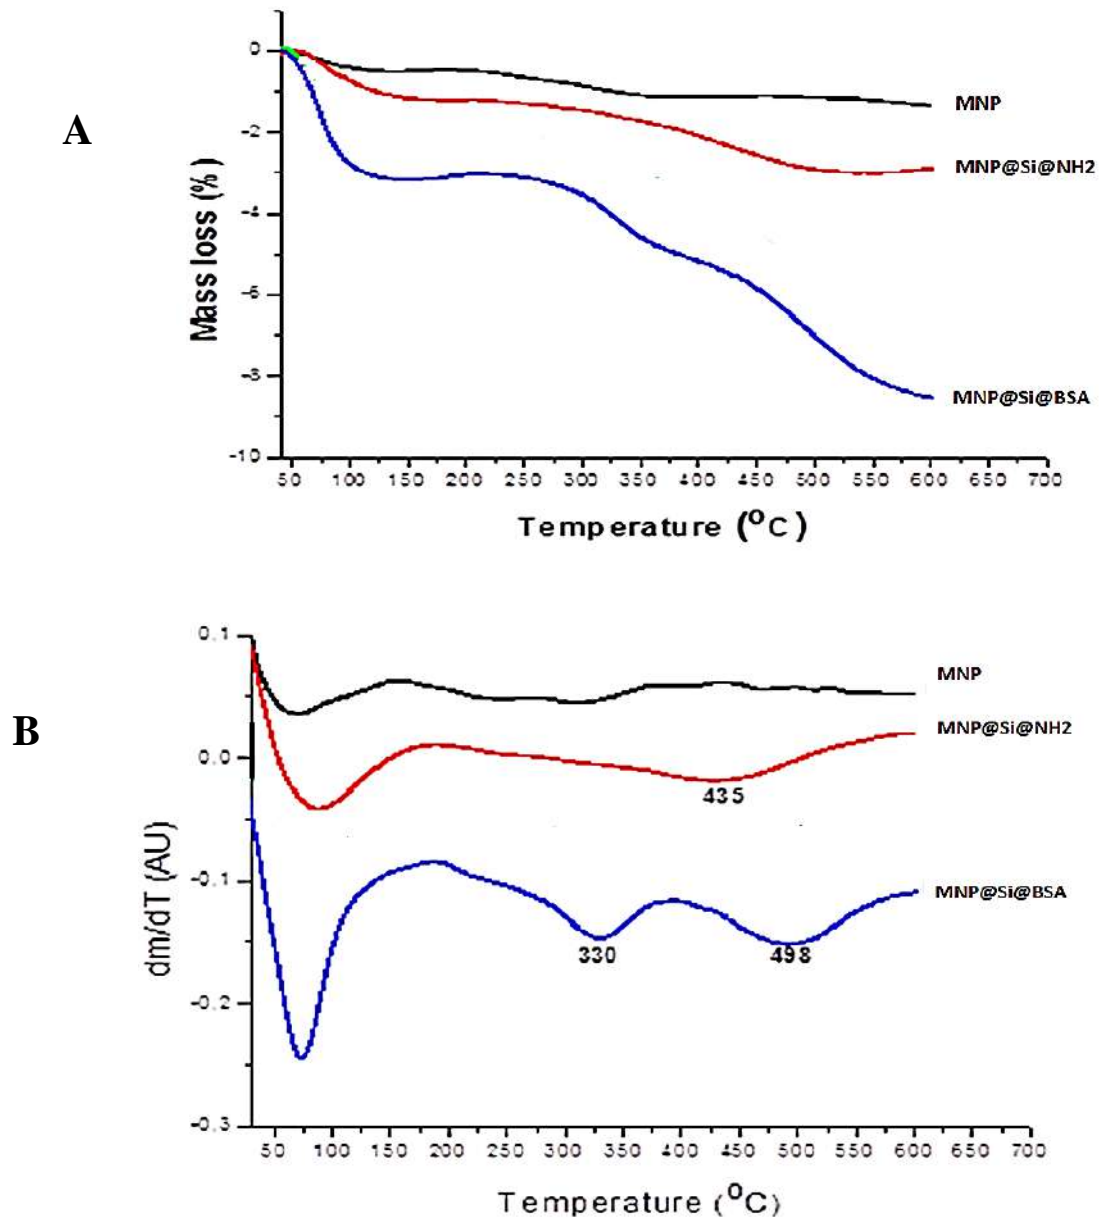 A
Mass loss (%)
0
-2
-4
-6
-8
-10
MNP
MNP@Si@NH2
MNP@Si@BSA
50 100 150 200 250 300 350 400 450 500 550 600 650 700
Temperature (°C)
B
dm/dT (AU)
0.1
0.0
-0.1
-0.2
-0.3
MNP
MNP@Si@NH2
435
MNP@Si@BSA
330 498
50 100 150 200 250 300 350 400 450 500 550 600 650 700
Temperature (°C)